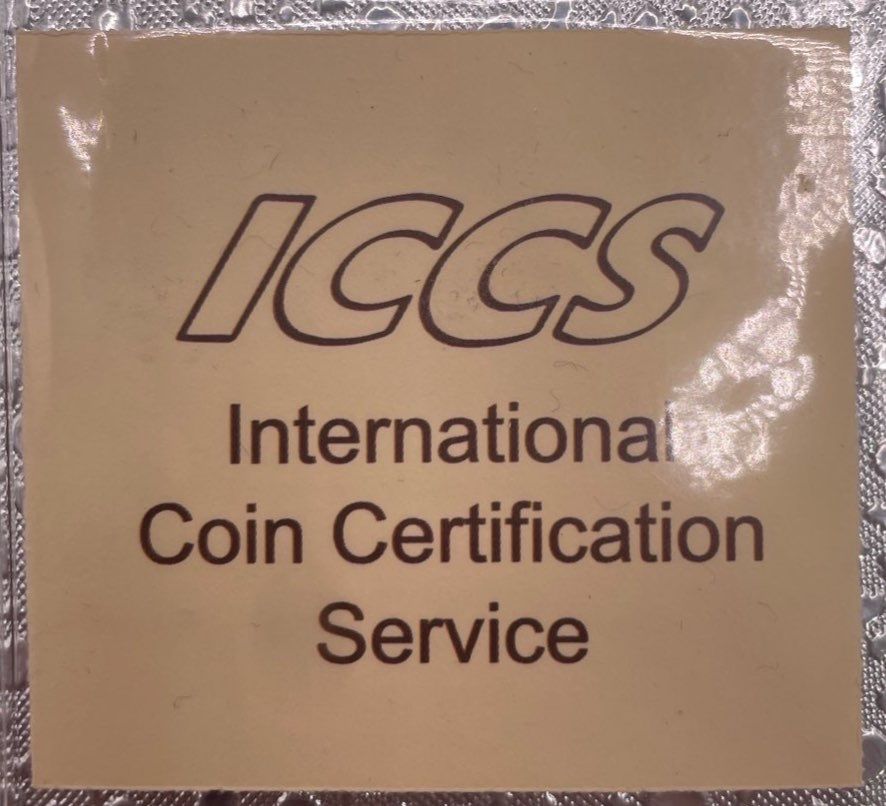 ICCS
International
Coin Certification
Service